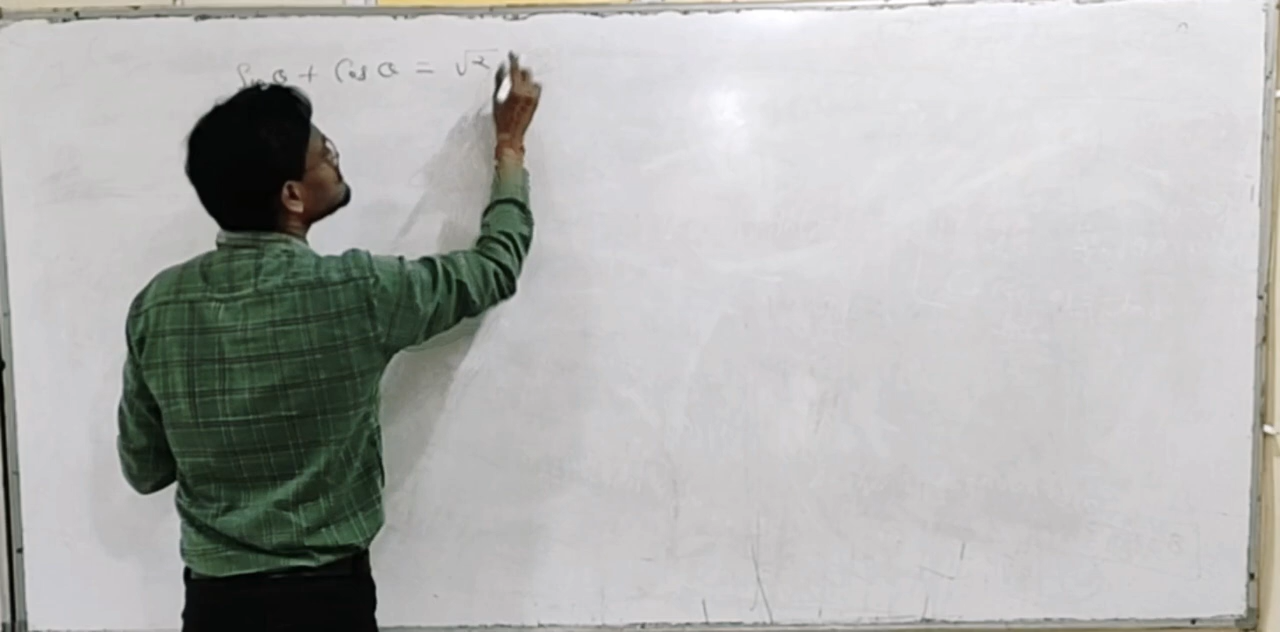 Sin θ + Cos θ = √2